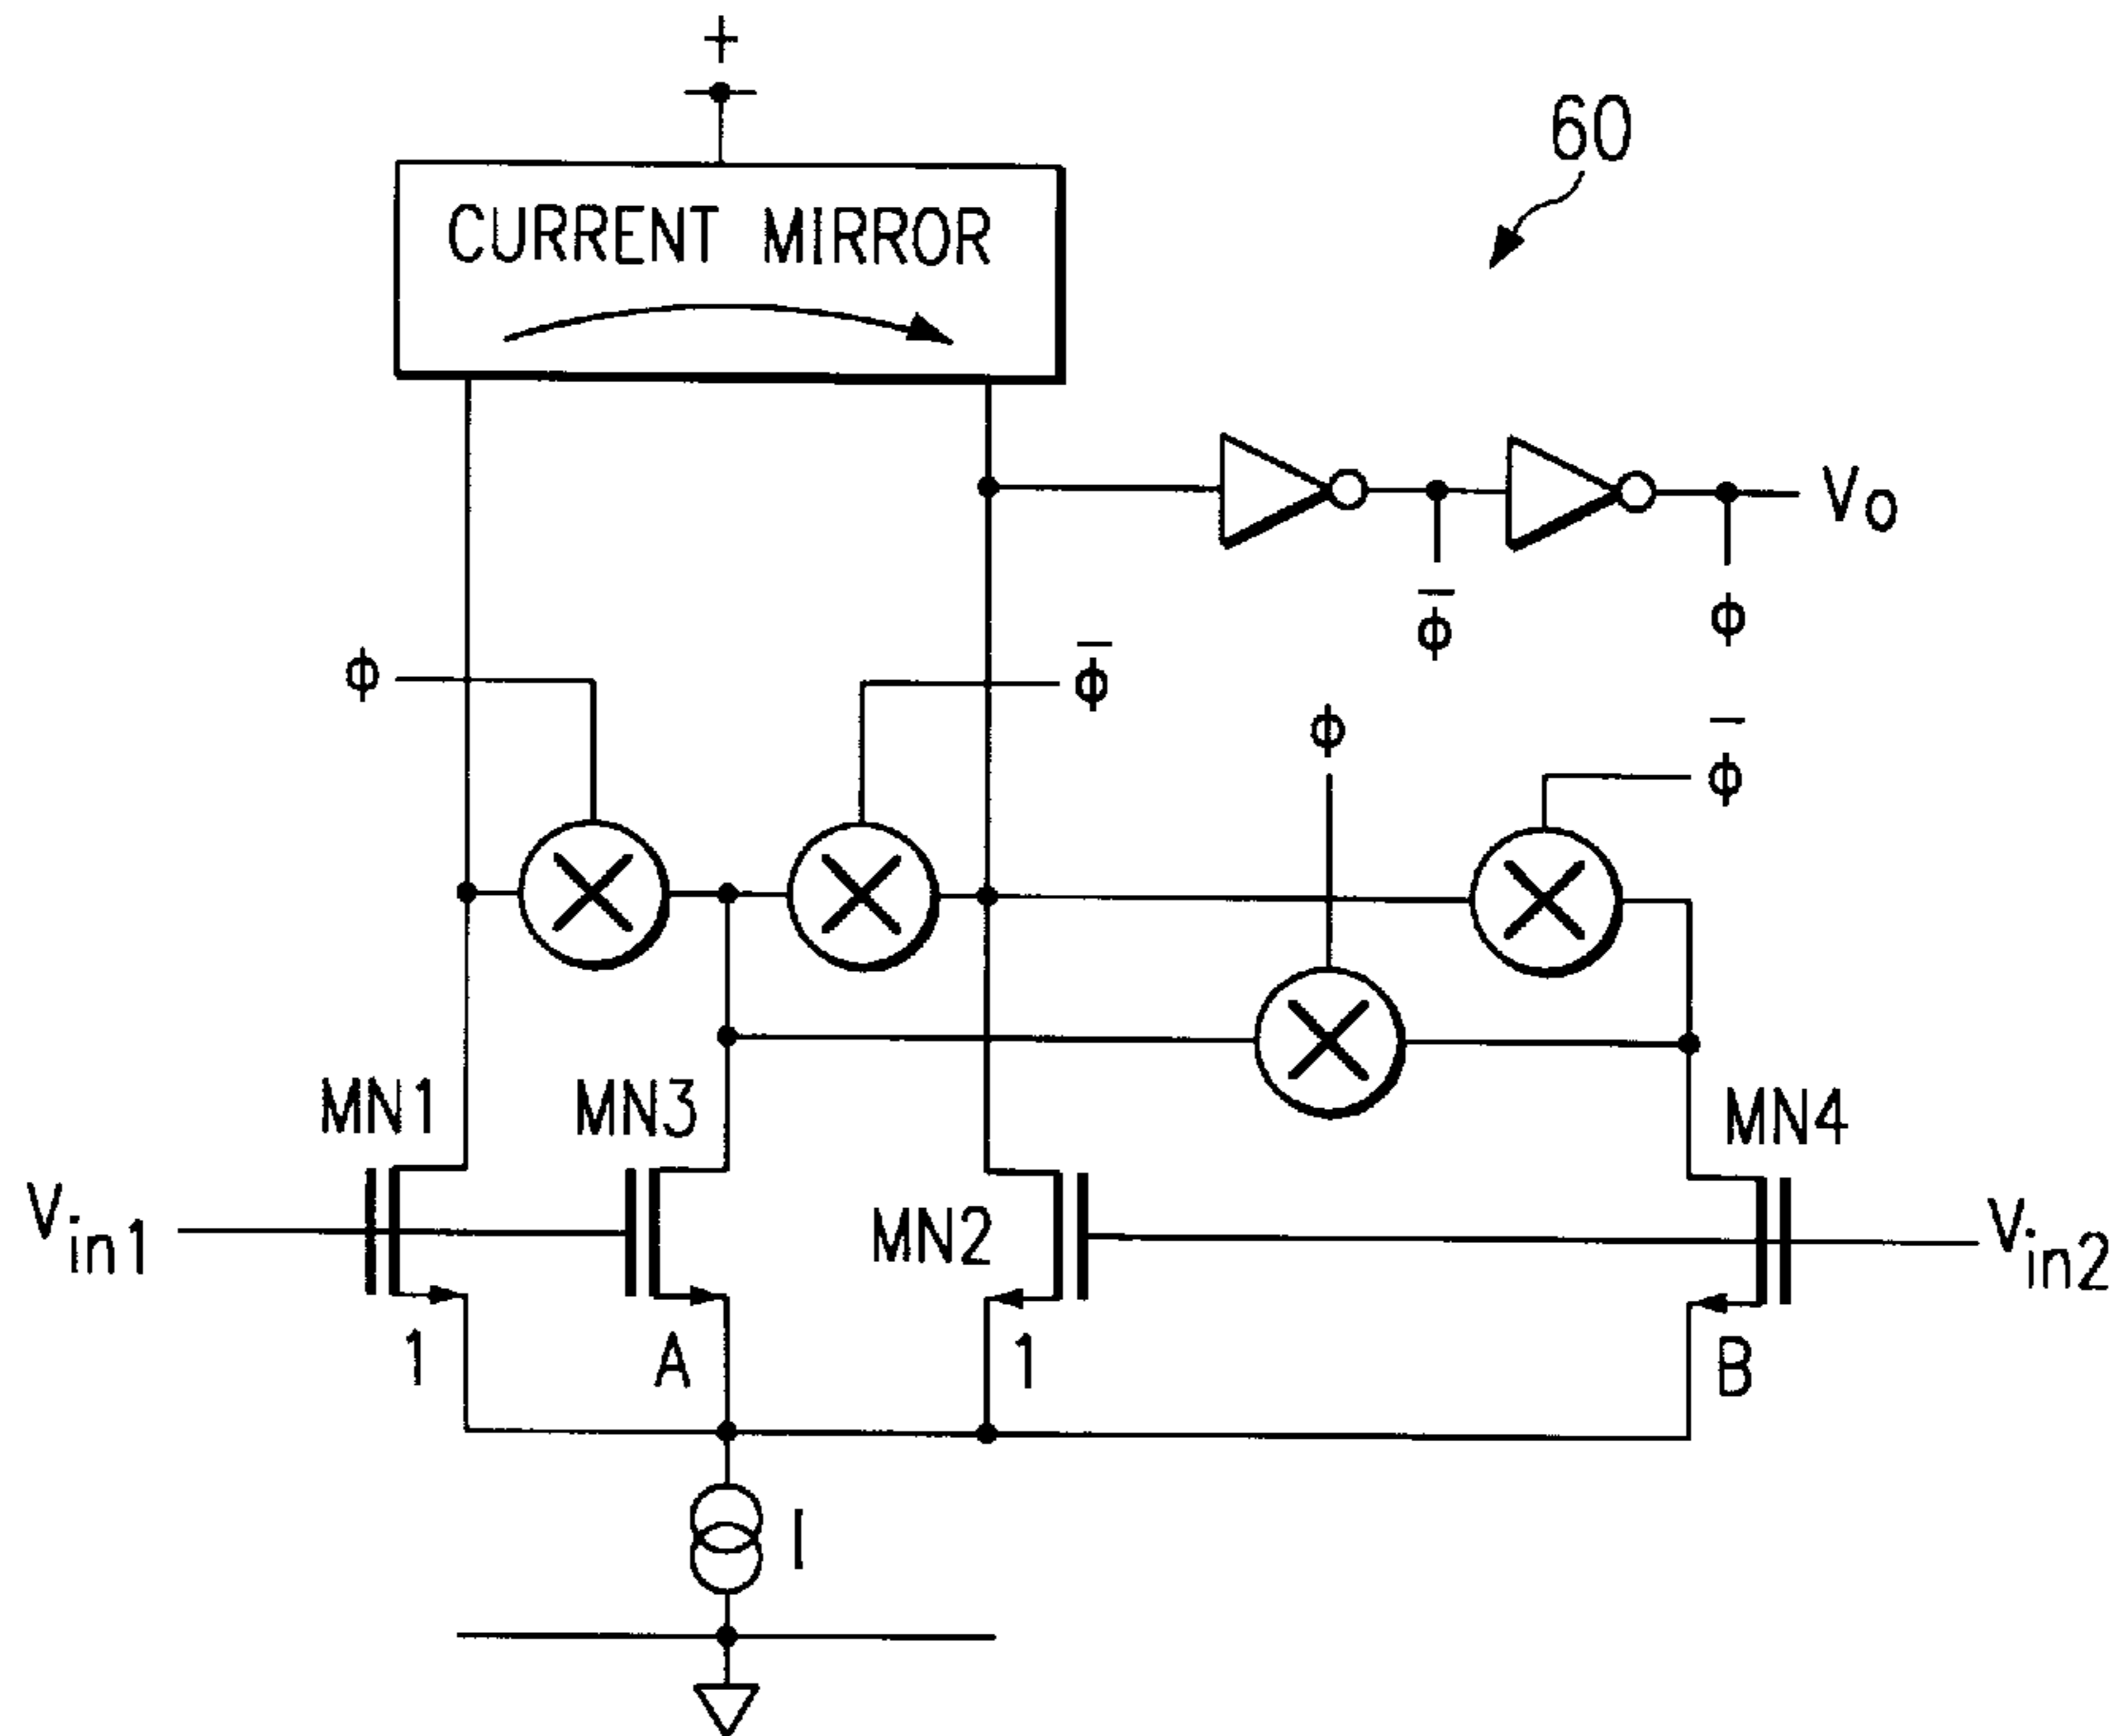 +
60
CURRENT MIRROR
Vo
ϕ̅
ϕ
ϕ
ϕ̅
ϕ
ϕ̅
MN1
MN3
MN2
MN4
Vin1
Vin2
1
A
1
B
I